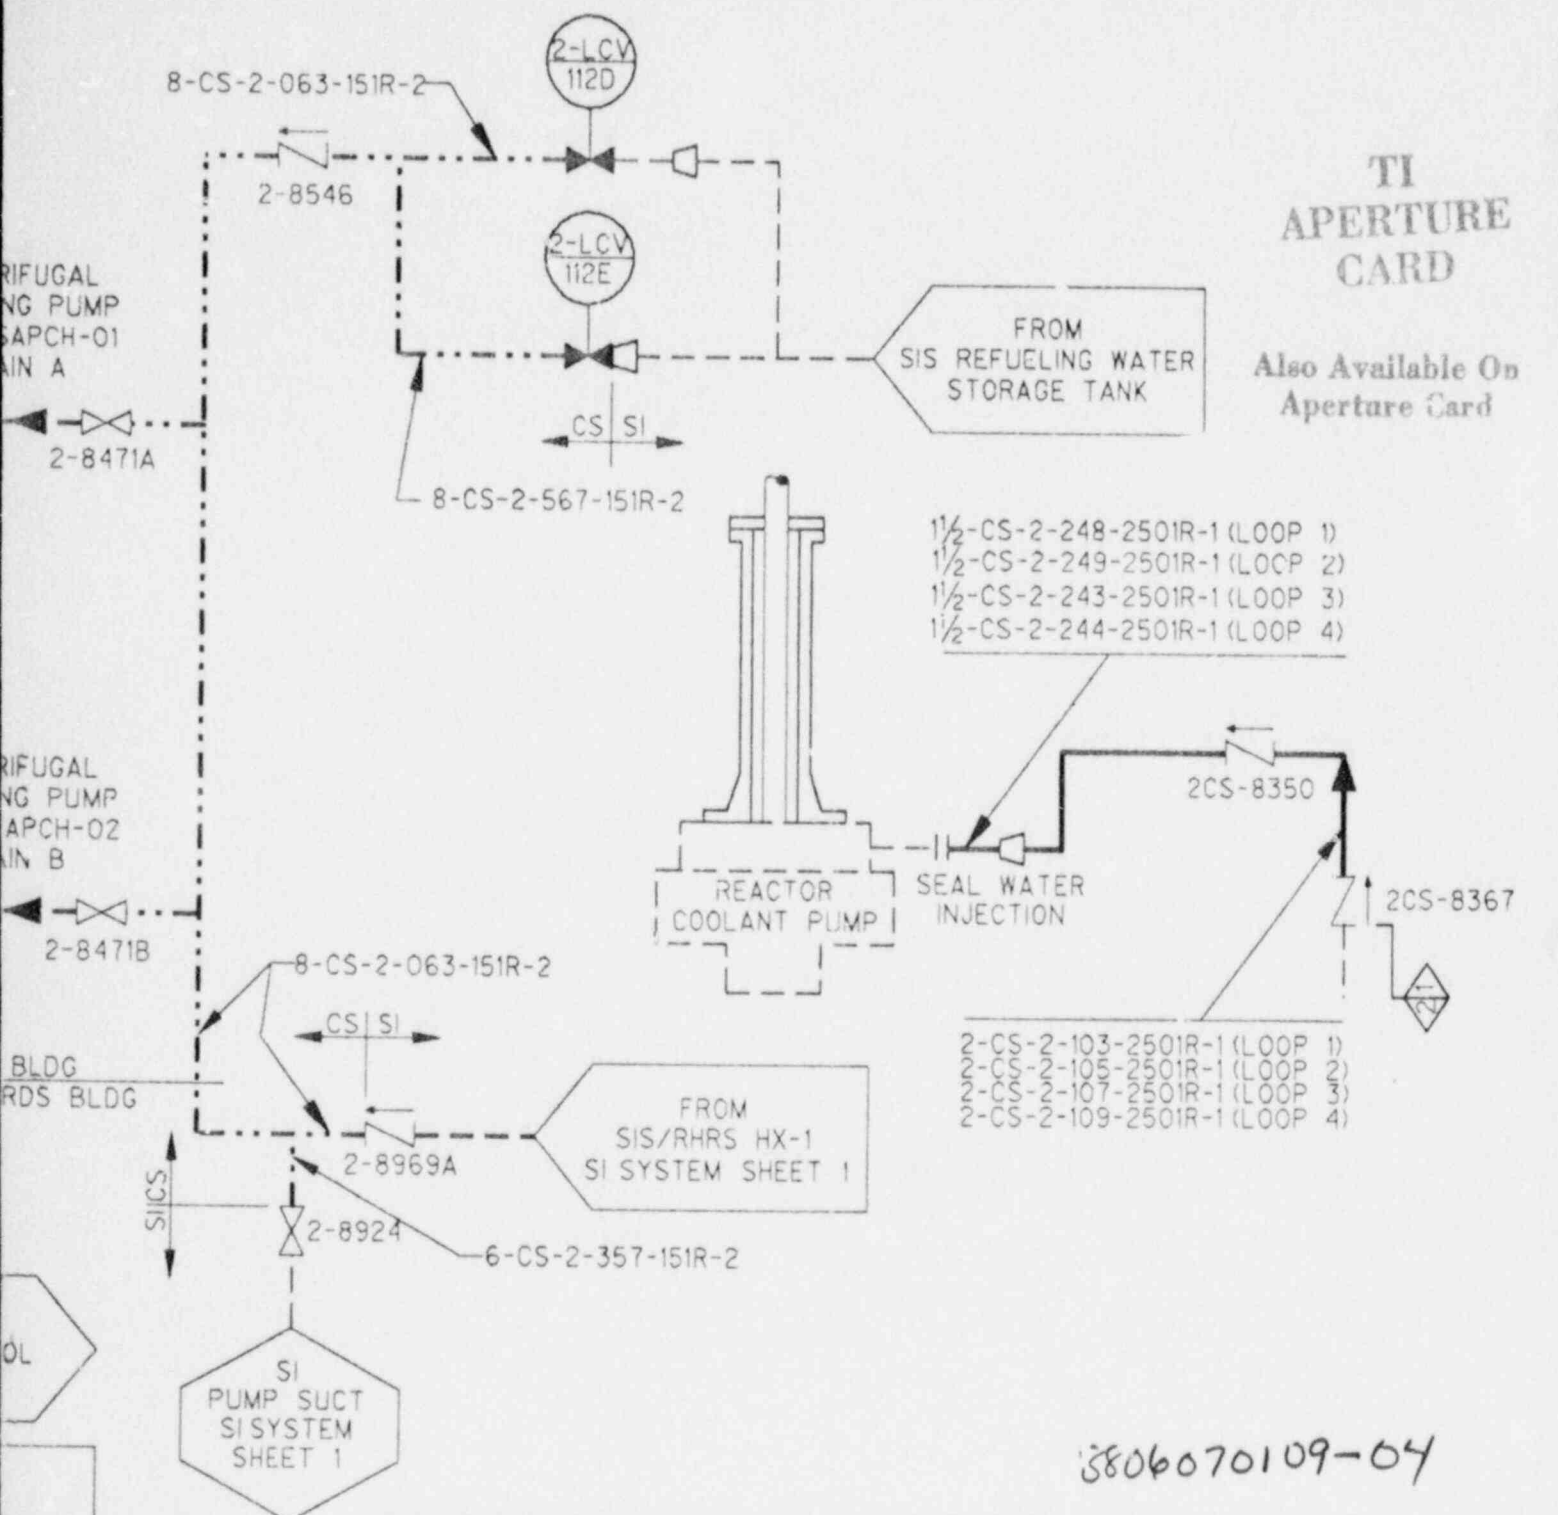 2-LCV
112D
8-CS-2-063-151R-2
2-8546
2-LCV
112E
TI
APERTURE
CARD
Also Available On
Aperture Card
RIFUGAL
NG PUMP
SAPCH-01
AIN A
2-8471A
FROM
SIS REFUELING WATER
STORAGE TANK
CS SI
8-CS-2-567-151R-2
1½-CS-2-248-2501R-1 (LOOP 1)
1½-CS-2-249-2501R-1 (LOOP 2)
1½-CS-2-243-2501R-1 (LOOP 3)
1½-CS-2-244-2501R-1 (LOOP 4)
RIFUGAL
NG PUMP
APCH-02
AIN B
2-8471B
2CS-8350
REACTOR
COOLANT PUMP
SEAL WATER
INJECTION
2CS-8367
8-CS-2-063-151R-2
CS SI
2-CS-2-103-2501R-1 (LOOP 1)
2-CS-2-105-2501R-1 (LOOP 2)
2-CS-2-107-2501R-1 (LOOP 3)
2-CS-2-109-2501R-1 (LOOP 4)
BLDG
RDS BLDG
FROM
SIS/RHRS HX-1
SI SYSTEM SHEET 1
2-8969A
SI CS
2-8924
6-CS-2-357-151R-2
OL
SI
PUMP SUCT
SI SYSTEM
SHEET 1
8806070109-04